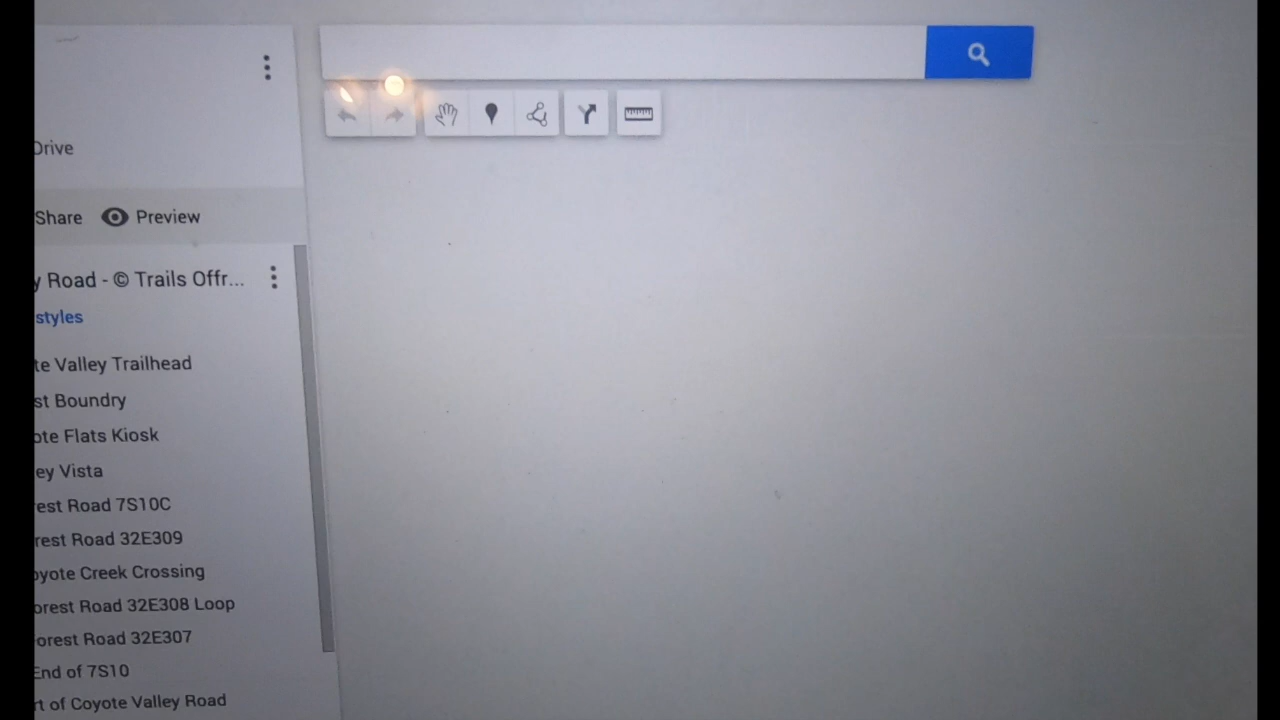 Drive
Share Preview
y Road - © Trails Offr...
styles
te Valley Trailhead
st Boundry
ote Flats Kiosk
ey Vista
rest Road 7S10C
rest Road 32E309
oyote Creek Crossing
orest Road 32E308 Loop
orest Road 32E307
End of 7S10
rt of Coyote Valley Road